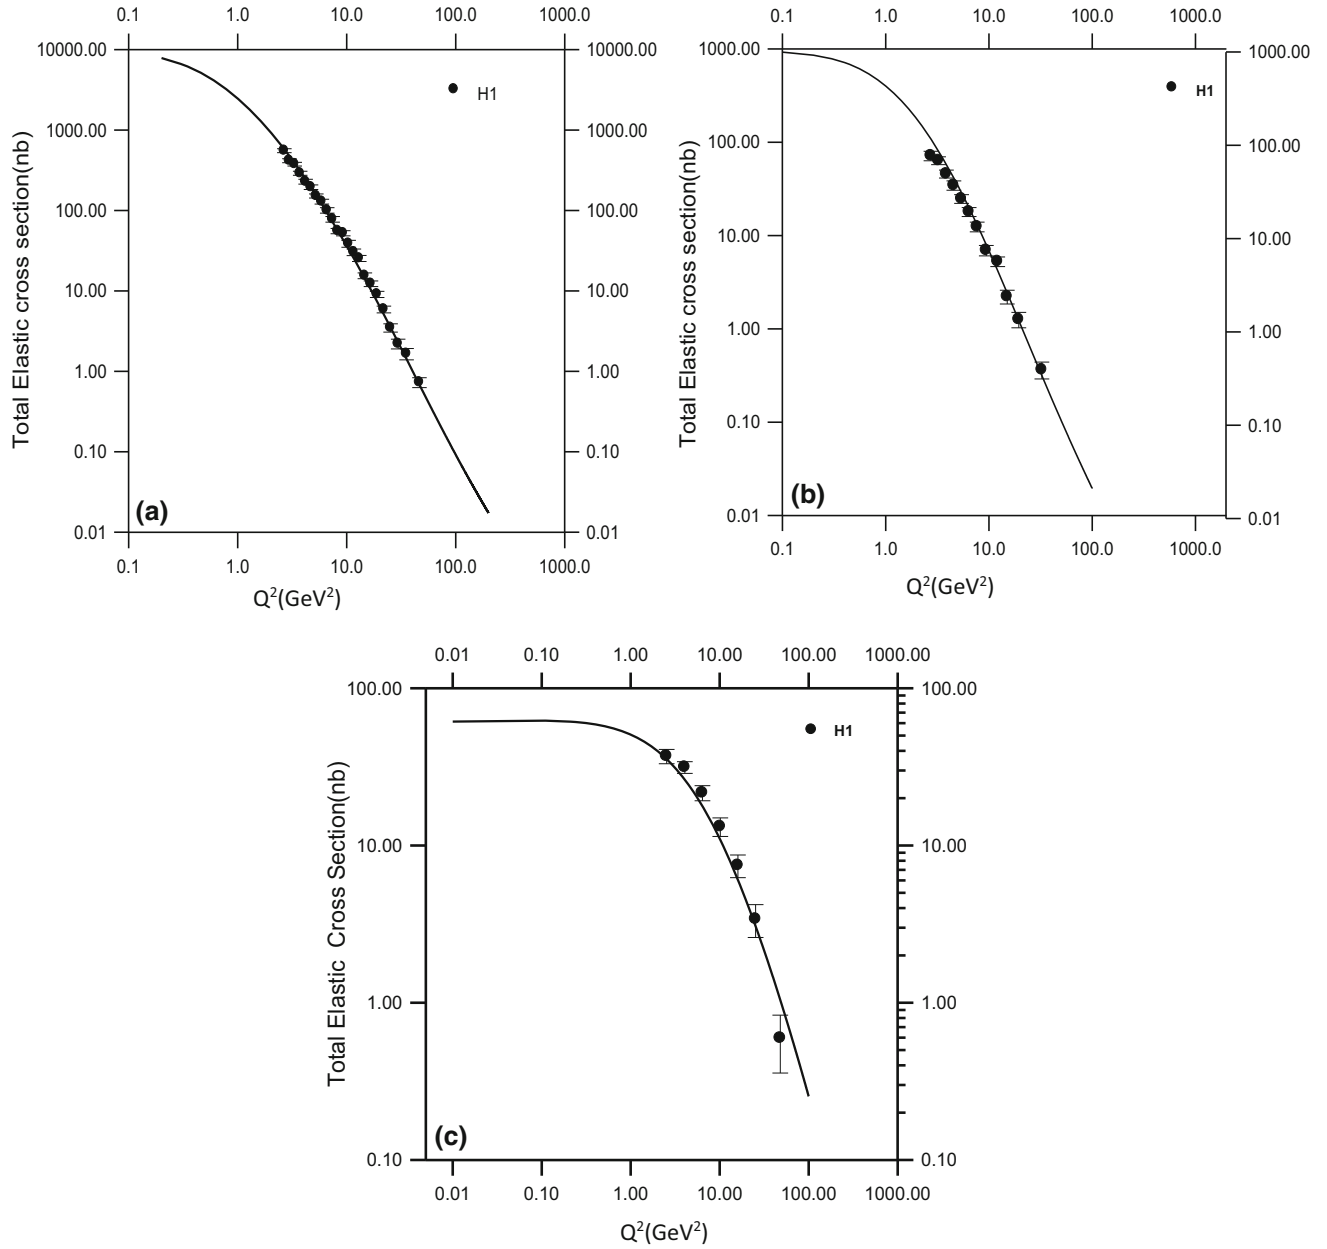 0.1 1.0 10.0 100.0 1000.0
10000.00 10000.00
H1
1000.00 1000.00
100.00 100.00
10.00 10.00
1.00 1.00
0.10 0.10
0.01 0.01
Total Elastic cross section(nb)
(a)
0.1 1.0 10.0 100.0 1000.0
Q²(GeV²)
0.1 1.0 10.0 100.0 1000.0
1000.00 1000.00
H1
100.00 100.00
10.00 10.00
1.00 1.00
0.10 0.10
0.01 0.01
Total Elastic cross section(nb)
(b)
0.1 1.0 10.0 100.0 1000.0
Q²(GeV²)
0.01 0.10 1.00 10.00 100.00 1000.00
100.00 100.00
H1
10.00 10.00
1.00 1.00
0.10 0.10
Total Elastic Cross Section(nb)
(c)
0.01 0.10 1.00 10.00 100.00 1000.00
Q²(GeV²)